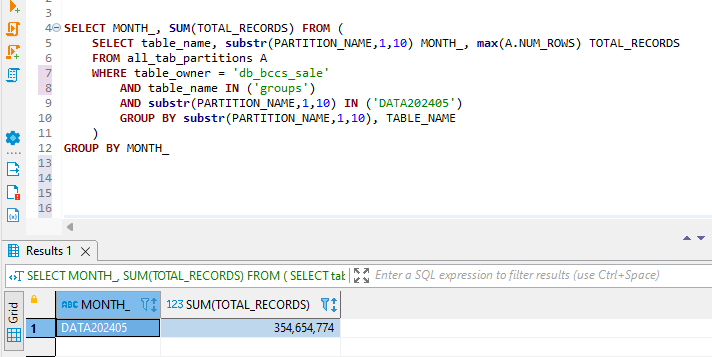 2
3
4 SELECT MONTH_, SUM(TOTAL_RECORDS) FROM (
5 SELECT table_name, substr(PARTITION_NAME,1,10) MONTH_, max(A.NUM_ROWS) TOTAL_RECORDS
6 FROM all_tab_partitions A
7 WHERE table_owner = 'db_bccs_sale'
8 AND table_name IN ('groups')
9 AND substr(PARTITION_NAME,1,10) IN ('DATA202405')
10 GROUP BY substr(PARTITION_NAME,1,10), TABLE_NAME
11 )
12 GROUP BY MONTH_
13
14
15
16
Results 1
SELECT MONTH_, SUM(TOTAL_RECORDS) FROM ( SELECT tab
Enter a SQL expression to filter results (use Ctrl+Space)
Grid
ABC MONTH_ 123 SUM(TOTAL_RECORDS)
1 DATA202405 354,654,774